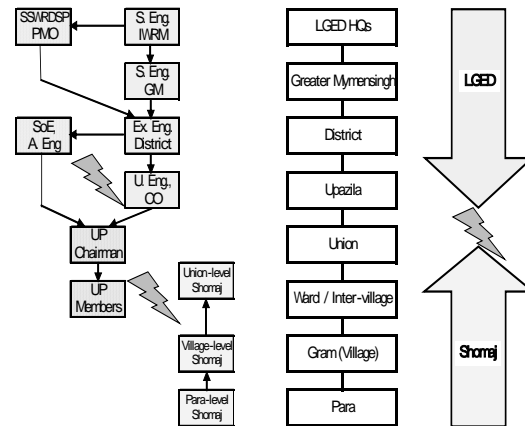 SSWRDSP
PMO
S. Eng.
IWRM
S. Eng.
GM
SoE,
A. Eng
Ex. Eng.
District
U. Eng.,
CO
UP
Chairman
UP
Members
Union-level
Shomaj
Village-level
Shomaj
Para-level
Shomaj
LGED HQs
Greater Mymensingh
District
Upazila
Union
Ward / Inter-village
Gram (Village)
Para
LGED
Shomaj